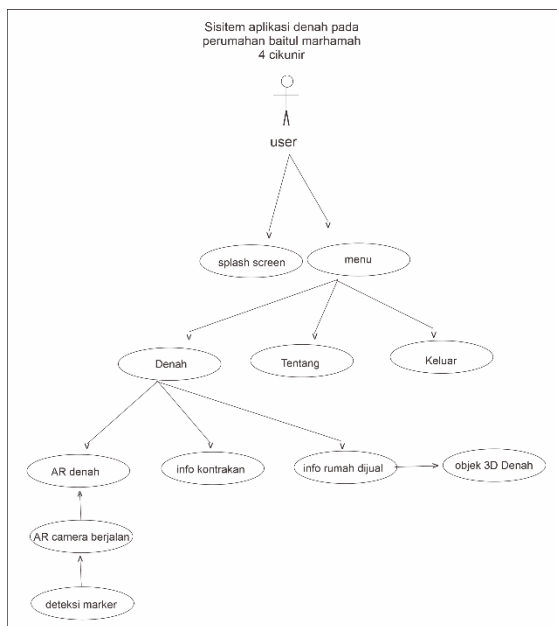 Sisitem aplikasi denah pada
perumahan baitul marhamah
4 cikunir
user
splash screen
menu
Denah
Tentang
Keluar
AR denah
info kontrakan
info rumah dijual
objek 3D Denah
AR camera berjalan
deteksi marker